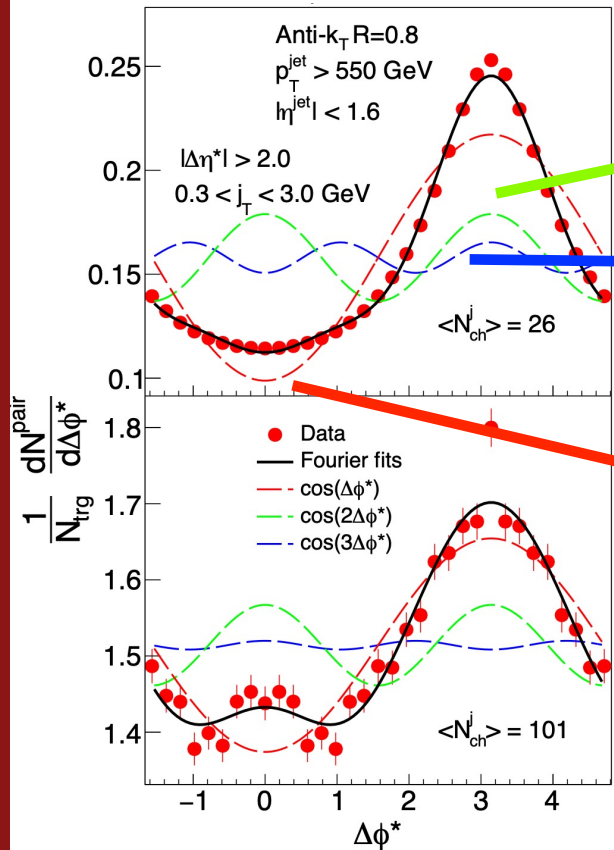 Anti-k_T R=0.8
p_T^jet > 550 GeV
|η^jet| < 1.6
|Δη*| > 2.0
0.3 < j_T < 3.0 GeV
0.25
0.2
0.15
0.1
<N_ch^j> = 26
1/N_trg dN^pair/dΔϕ*
1.8
1.7
1.6
1.5
1.4
Data
Fourier fits
cos(Δϕ*)
cos(2Δϕ*)
cos(3Δϕ*)
<N_ch^j> = 101
−1 0 1 2 3 4
Δϕ*